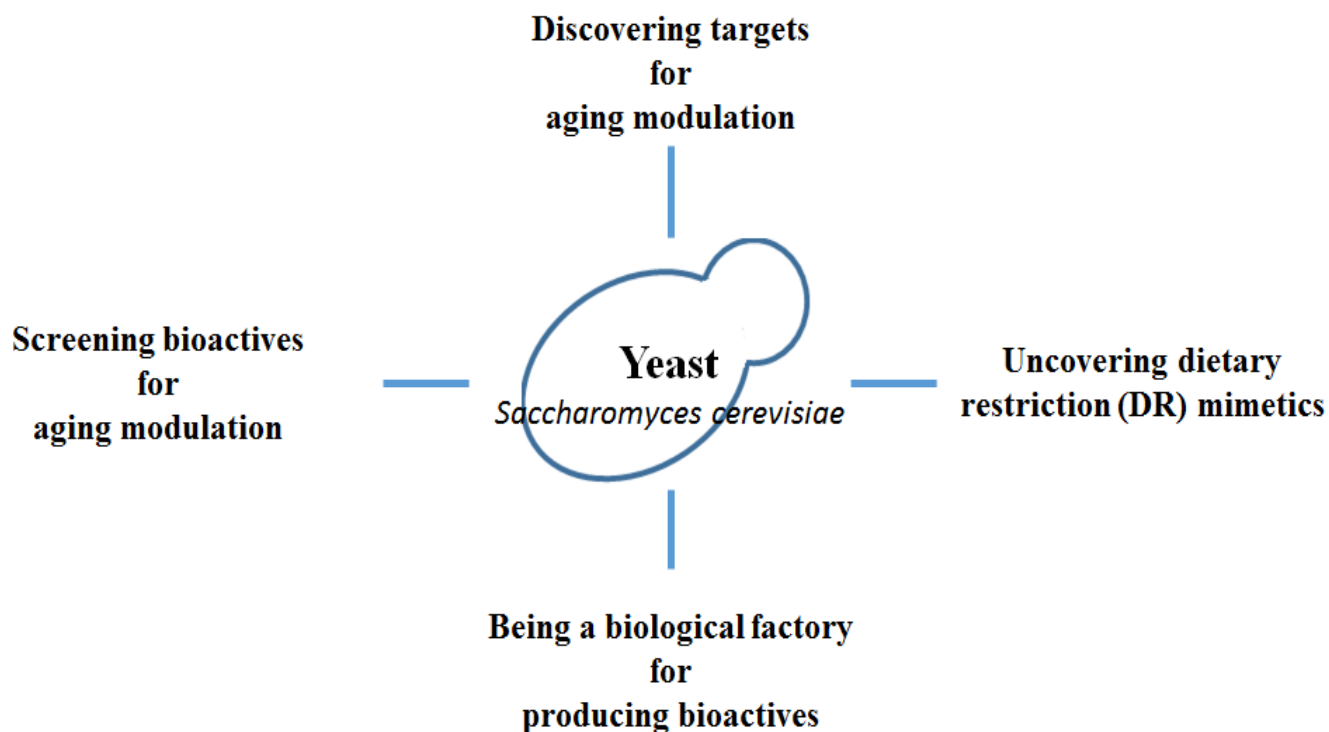 Discovering targets
for
aging modulation
Screening bioactives
for
aging modulation
Yeast
Saccharomyces cerevisiae
Uncovering dietary
restriction (DR) mimetics
Being a biological factory
for
producing bioactives